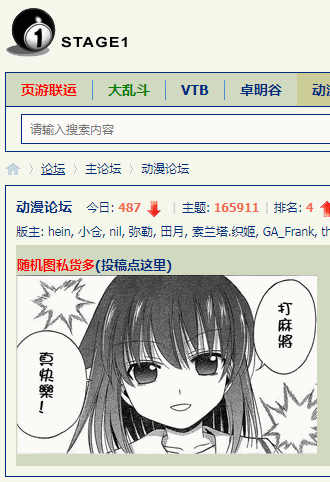 1
STAGE1
页游联运 大乱斗 VTB 卓明谷 动漫
请输入搜索内容
论坛 主论坛 动漫论坛
动漫论坛 今日: 487 主题: 165911 排名: 4
版主: hein, 小仓, nil, 弥勒, 田月, 索兰塔.织姬, GA_Frank, th
随机图私货多(投稿点这里)
打麻將
真快樂！